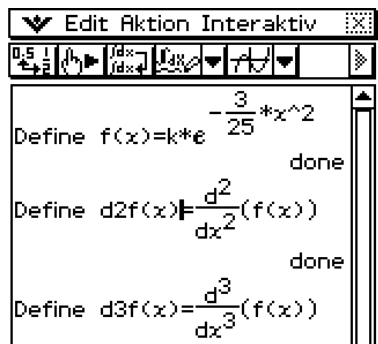 Edit Aktion Interaktiv
Define f(x)=k*e^(-3/25*x^2)
done
Define d2f(x)=d^2/dx^2(f(x))
done
Define d3f(x)=d^3/dx^3(f(x))